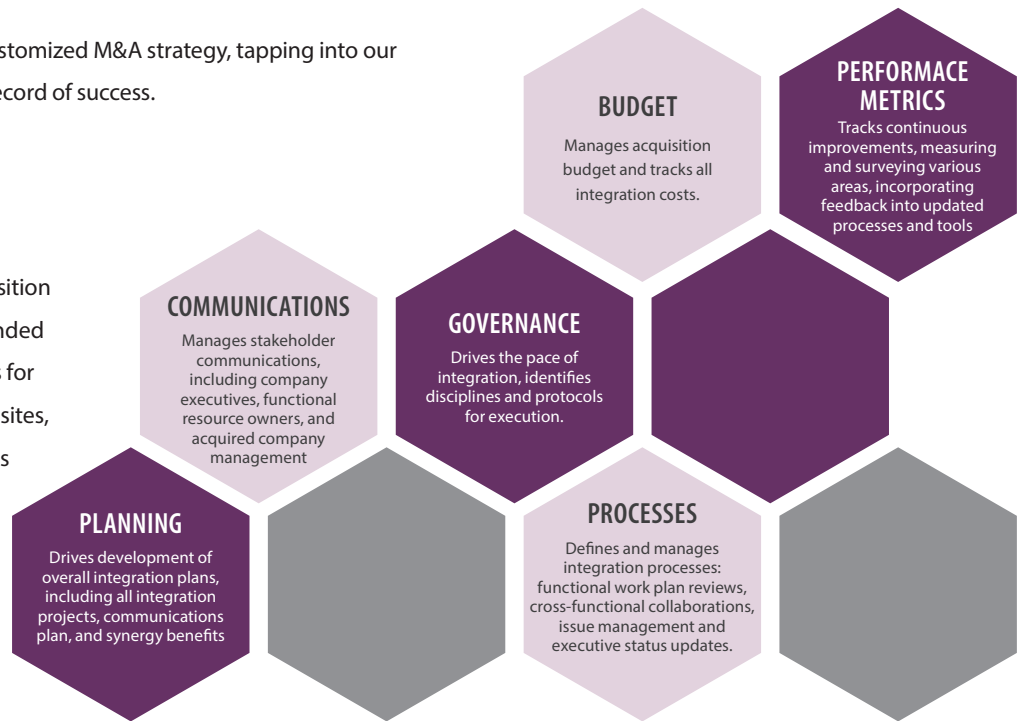 stomized M&A strategy, tapping into our
ecord of success.
BUDGET
Manages acquisition
budget and tracks all
integration costs.
PERFORMACE
METRICS
Tracks continuous
improvements, measuring
and surveying various
areas, incorporating
feedback into updated
processes and tools
sition
nded
s for
sites,
s
COMMUNICATIONS
Manages stakeholder
communications,
including company
executives, functional
resource owners, and
acquired company
management
GOVERNANCE
Drives the pace of
integration, identifies
disciplines and protocols
for execution.
PLANNING
Drives development of
overall integration plans,
including all integration
projects, communications
plan, and synergy benefits
PROCESSES
Defines and manages
integration processes:
functional work plan reviews,
cross-functional collaborations,
issue management and
executive status updates.